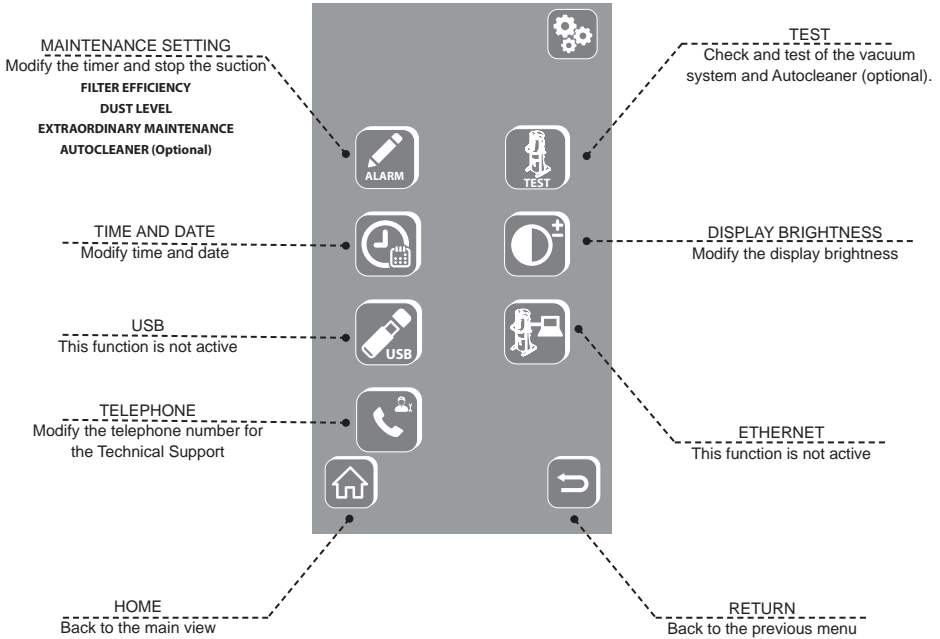 MAINTENANCE SETTING
Modify the timer and stop the suction
FILTER EFFICIENCY
DUST LEVEL
EXTRAORDINARY MAINTENANCE
AUTOCLEANER (Optional)
TEST
Check and test of the vacuum
system and Autocleaner (optional).
ALARM
TEST
TIME AND DATE
Modify time and date
DISPLAY BRIGHTNESS
Modify the display brightness
USB
This function is not active
USB
TELEPHONE
Modify the telephone number for
the Technical Support
ETHERNET
This function is not active
HOME
Back to the main view
RETURN
Back to the previous menu